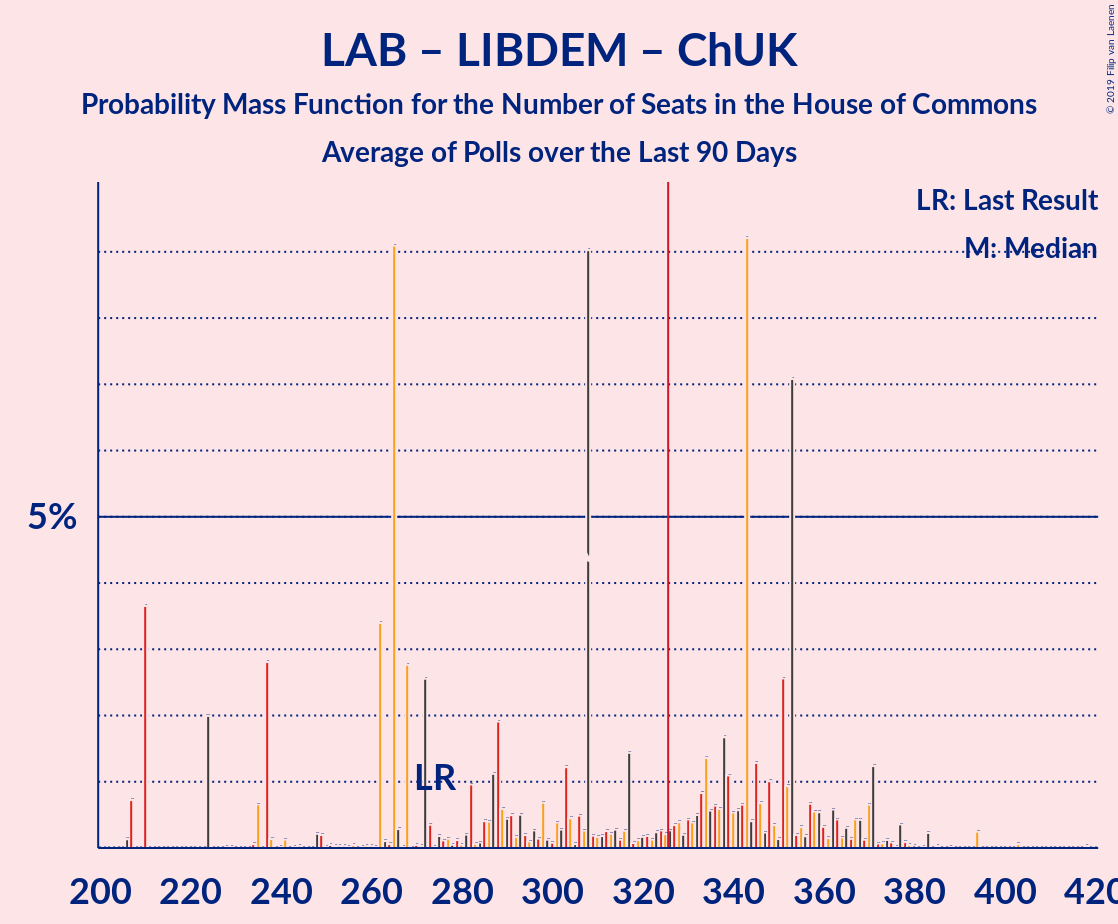 LAB – LIBDEM – ChUK
Probability Mass Function for the Number of Seats in the House of Commons
Average of Polls over the Last 90 Days
© 2019 Filip van Laenen
LR: Last Result
M: Median
5%
LR
200 220 240 260 280 300 320 340 360 380 400 420